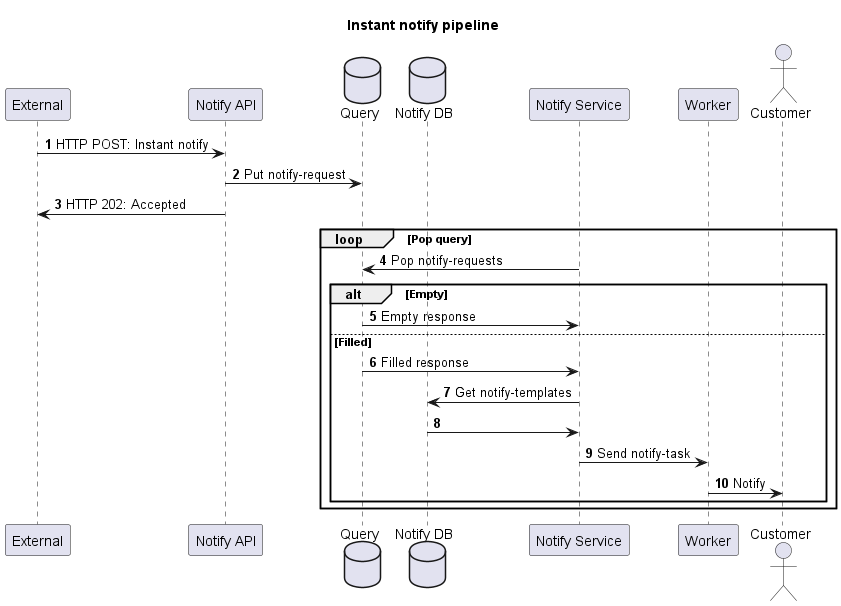 Instant notify pipeline
External
Notify API
Query
Notify DB
Notify Service
Worker
Customer
1 HTTP POST: Instant notify
2 Put notify-request
3 HTTP 202: Accepted
loop [Pop query]
4 Pop notify-requests
alt [Empty]
5 Empty response
[Filled]
6 Filled response
7 Get notify-templates
8
9 Send notify-task
10 Notify
External
Notify API
Query
Notify DB
Notify Service
Worker
Customer